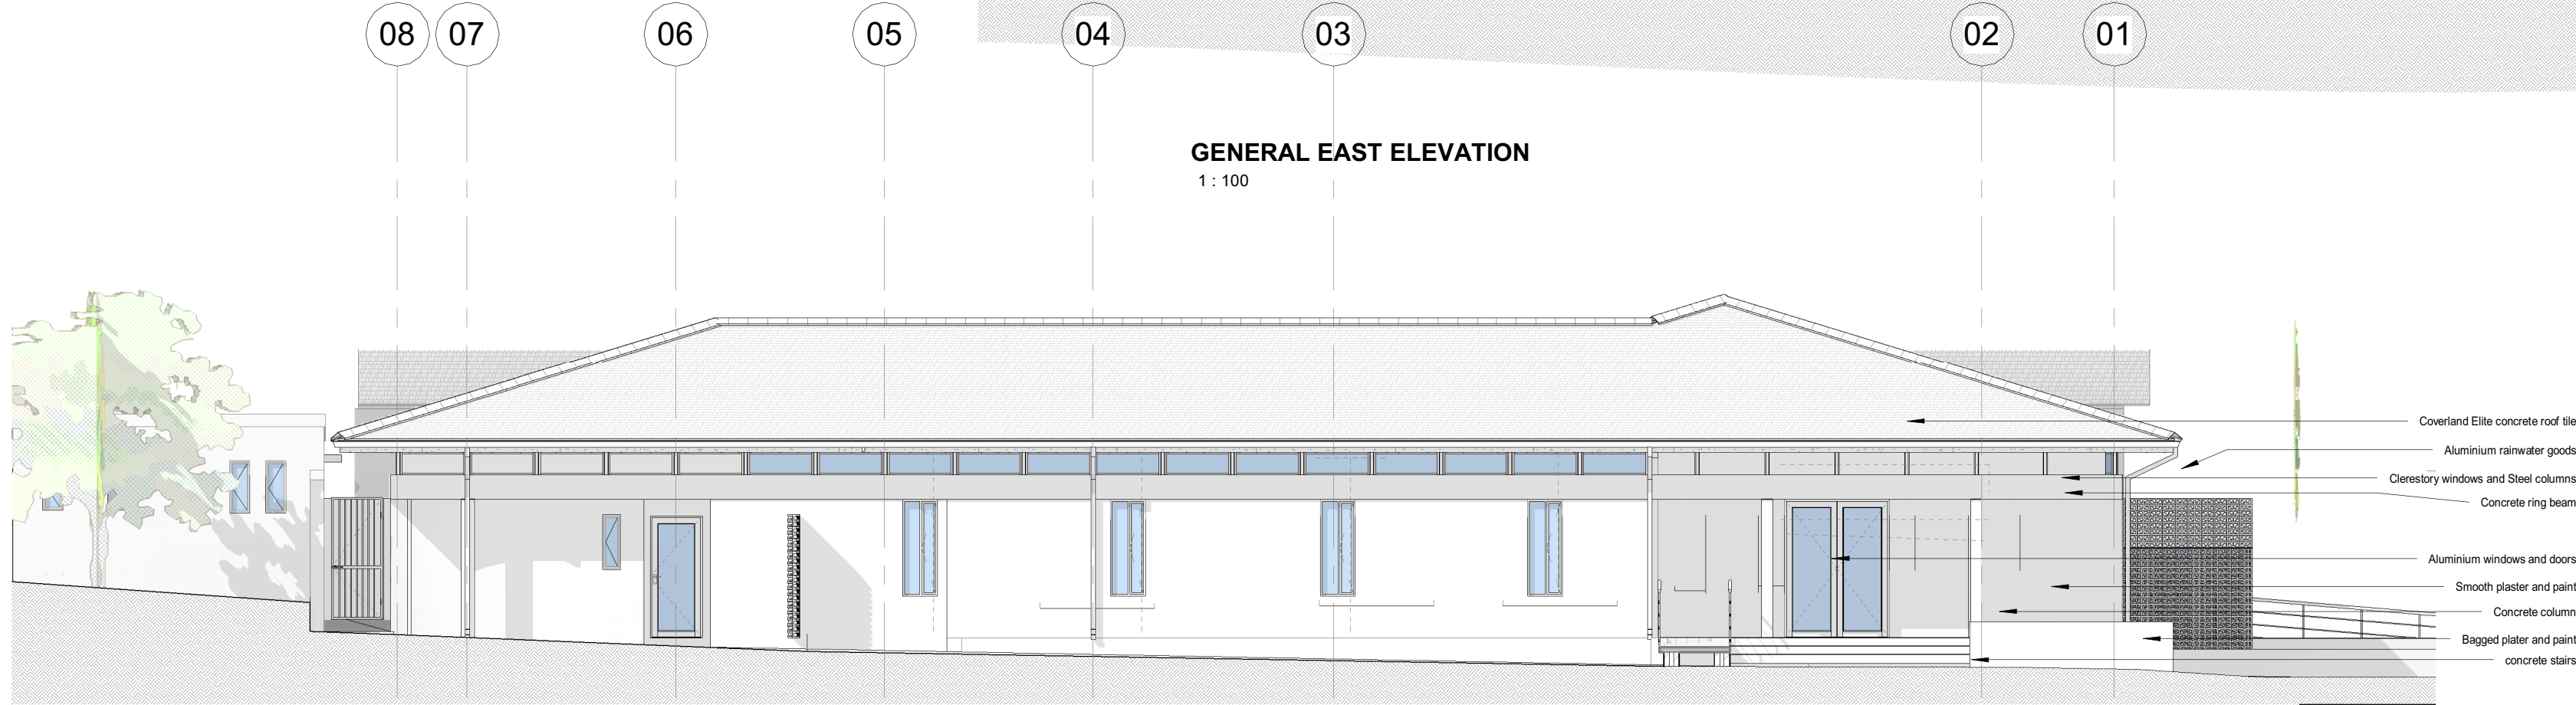 08 07 06 05 04 03 02 01
GENERAL EAST ELEVATION
1 : 100
Coverland Elite concrete roof tile
Aluminium rainwater goods
Clerestory windows and Steel columns
Concrete ring beam
Aluminium windows and doors
Smooth plaster and paint
Concrete column
Bagged plater and paint
concrete stairs